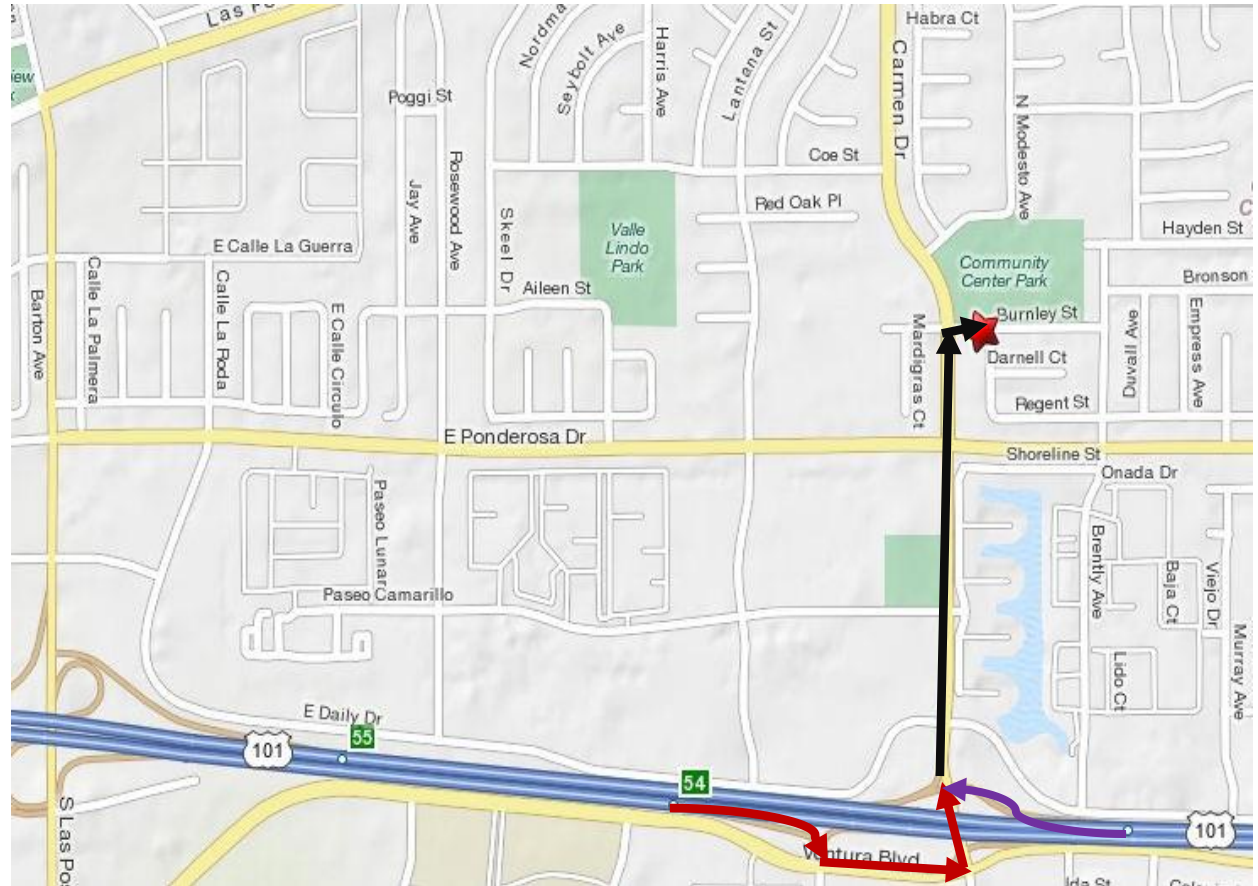 Las Po
iew
Nordma
Seybolt Ave
Harris Ave
Lantana St
Carmen Dr
Habra Ct
N Modesto Ave
Poggi St
Coe St
Jay Ave
Rosewood Ave
Skeel Dr
Red Oak Pl
Valle
Lindo
Park
Hayden St
E Calle La Guerra
Community
Center Park
Bronson
Barton Ave
Calle La Palmera
Calle La Roda
E Calle Circulo
Aileen St
Mardigras Ct
Burnley St
Darnell Ct
Duvall Ave
Empress Ave
Regent St
E Ponderosa Dr
Shoreline St
Onada Dr
Paseo Lunar
Brently Ave
Baja Ct
Viejo Dr
Paseo Camarillo
Murray Ave
Lido Ct
E Daily Dr
55
101
54
101
S Las Pos
Ventura Blvd
Ida St